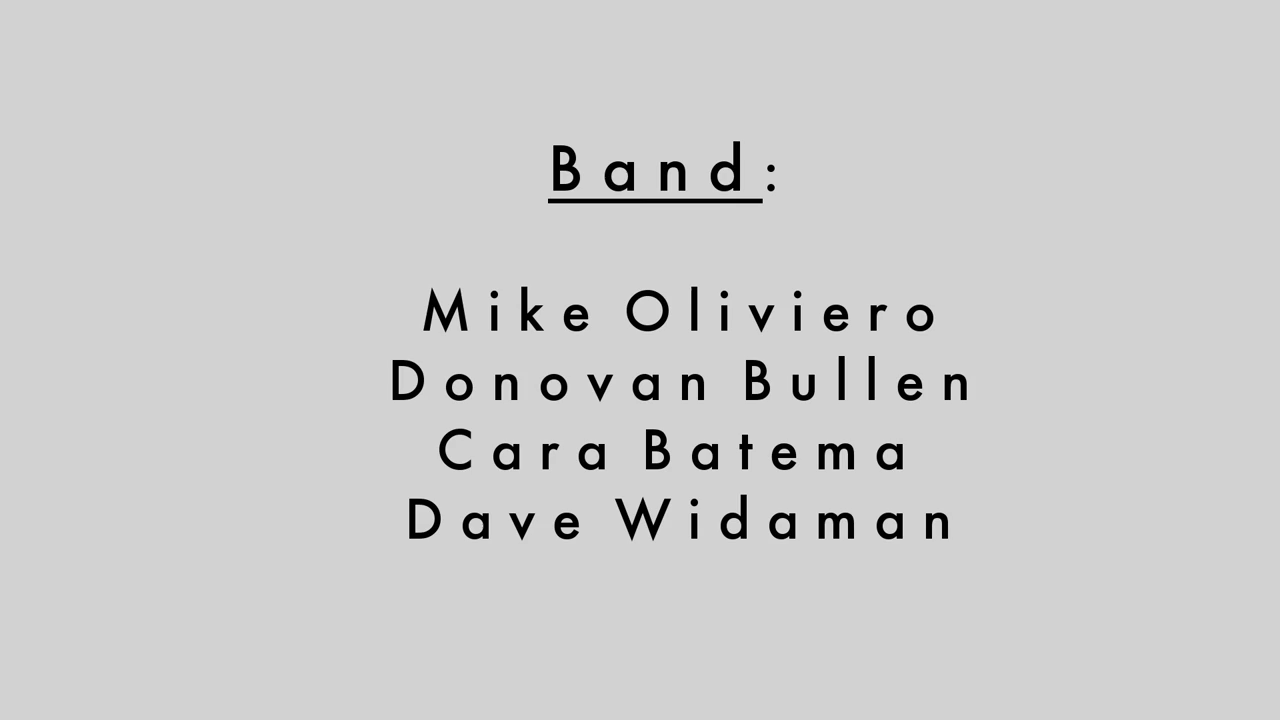 Band:
Mike Oliviero
Donovan Bullen
Cara Batema
Dave Widaman